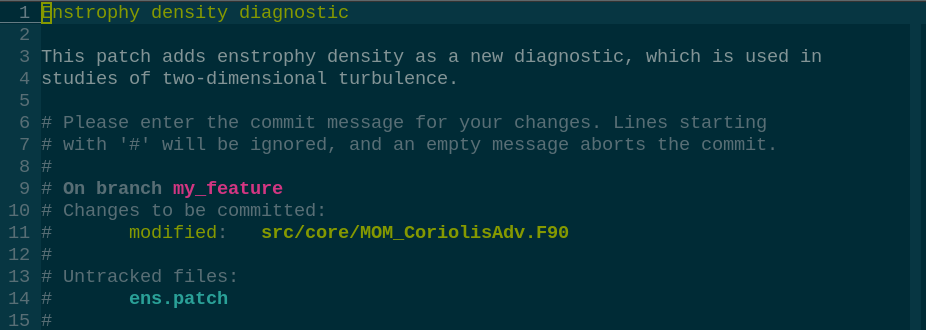 1 Enstrophy density diagnostic
2
3 This patch adds enstrophy density as a new diagnostic, which is used in
4 studies of two-dimensional turbulence.
5
6 # Please enter the commit message for your changes. Lines starting
7 # with '#' will be ignored, and an empty message aborts the commit.
8 #
9 # On branch my_feature
10 # Changes to be committed:
11 #       modified:   src/core/MOM_CoriolisAdv.F90
12 #
13 # Untracked files:
14 #       ens.patch
15 #